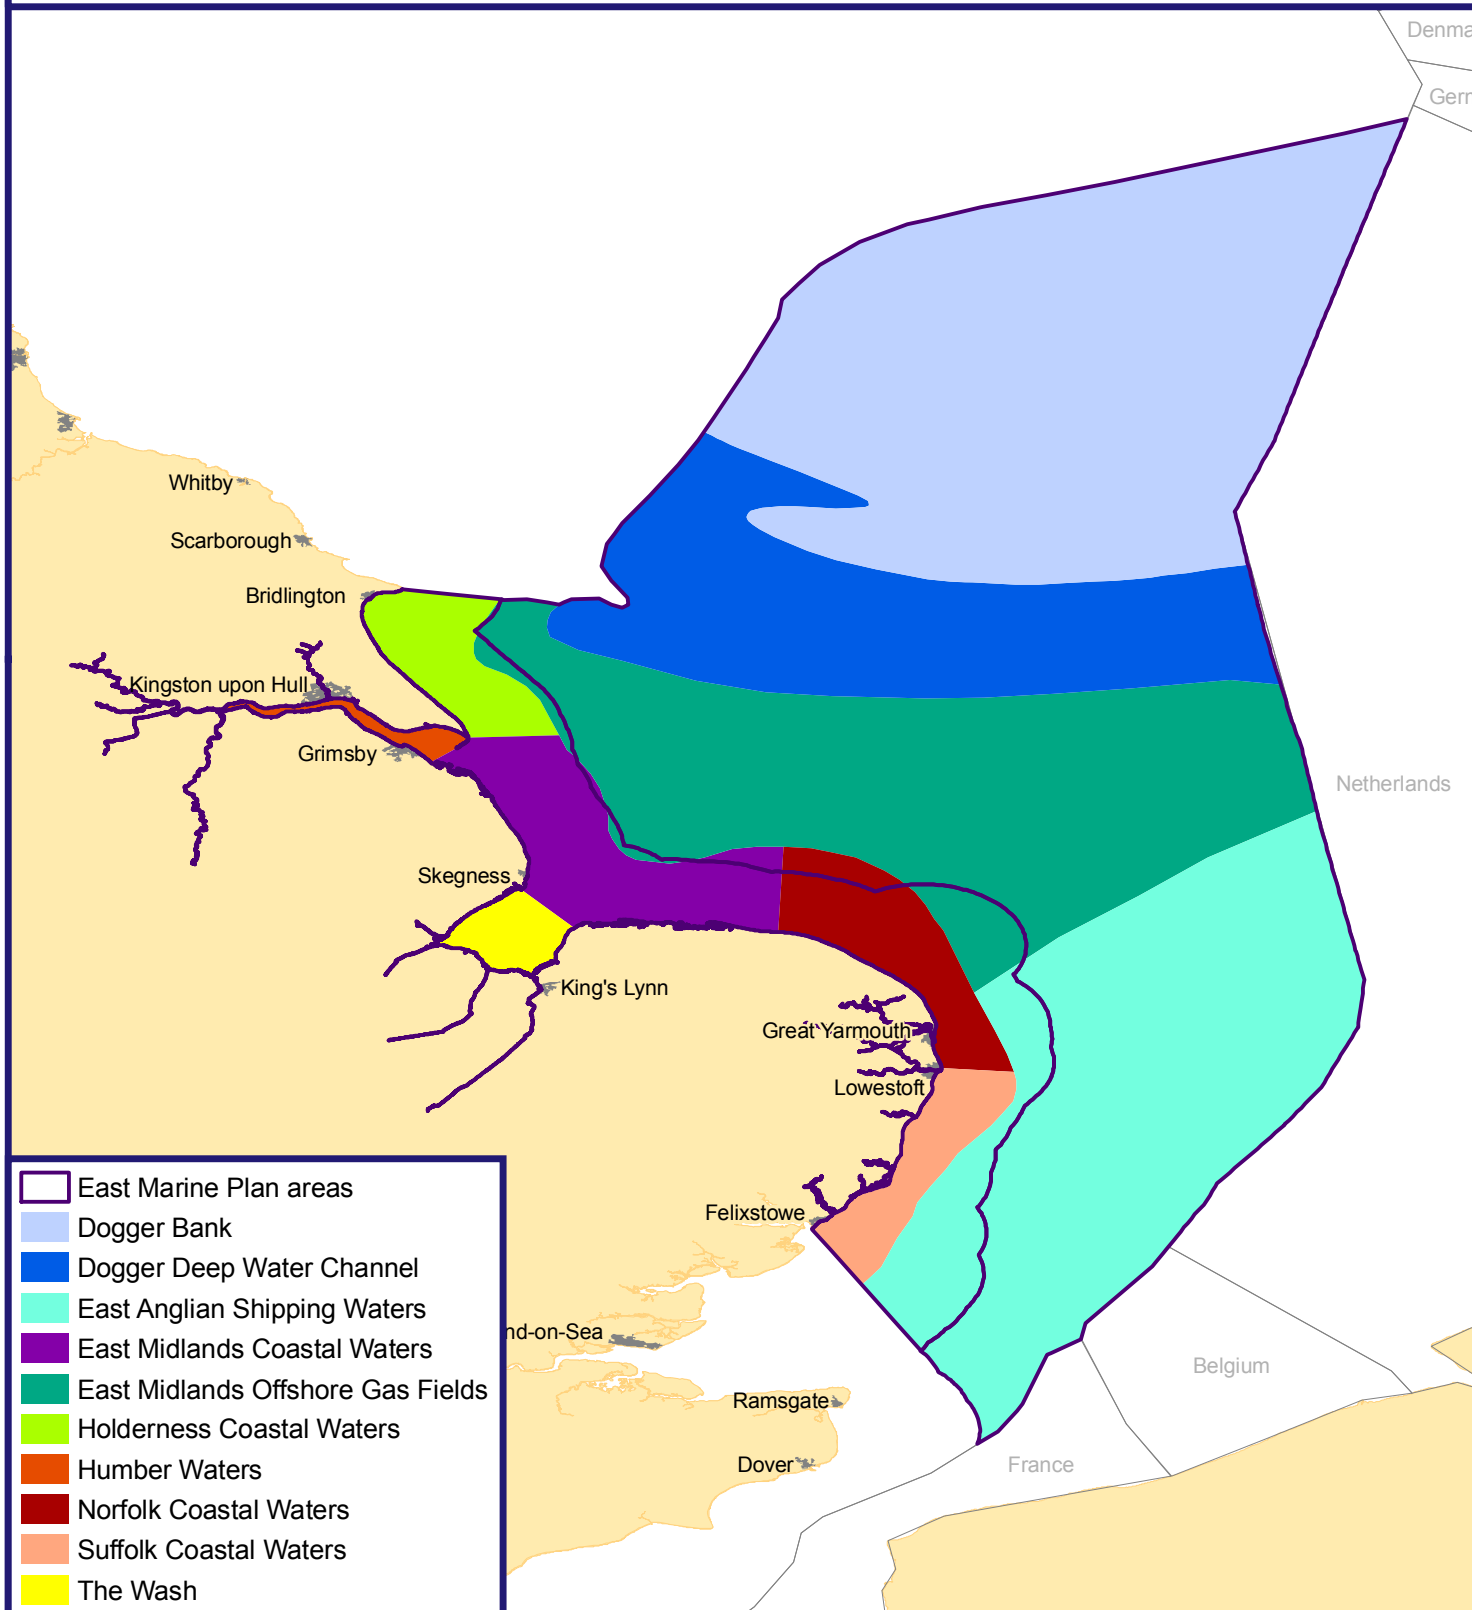 Denma
Gern
Whitby
Scarborough
Bridlington
Kingston upon Hull
Grimsby
Netherlands
Skegness
King's Lynn
Great Yarmouth
Lowestoft
Felixstowe
nd-on-Sea
Belgium
Ramsgate
Dover
France
East Marine Plan areas
Dogger Bank
Dogger Deep Water Channel
East Anglian Shipping Waters
East Midlands Coastal Waters
East Midlands Offshore Gas Fields
Holderness Coastal Waters
Humber Waters
Norfolk Coastal Waters
Suffolk Coastal Waters
The Wash